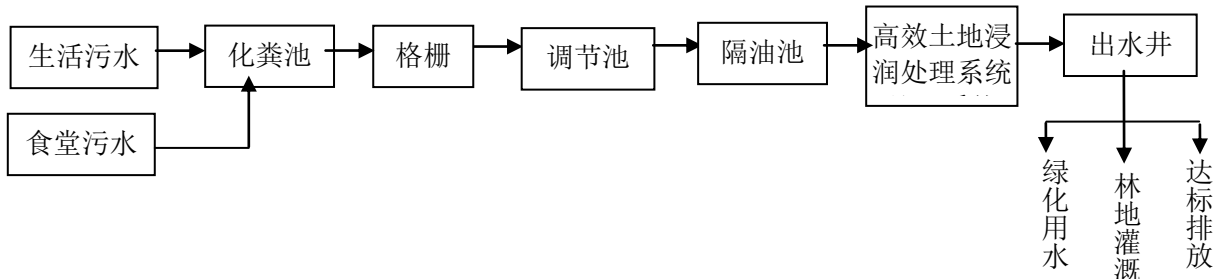 生活污水
化粪池
格栅
调节池
隔油池
高效土地浸
润处理系统
出水井
食堂污水
绿化用水
林地灌溉
达标排放